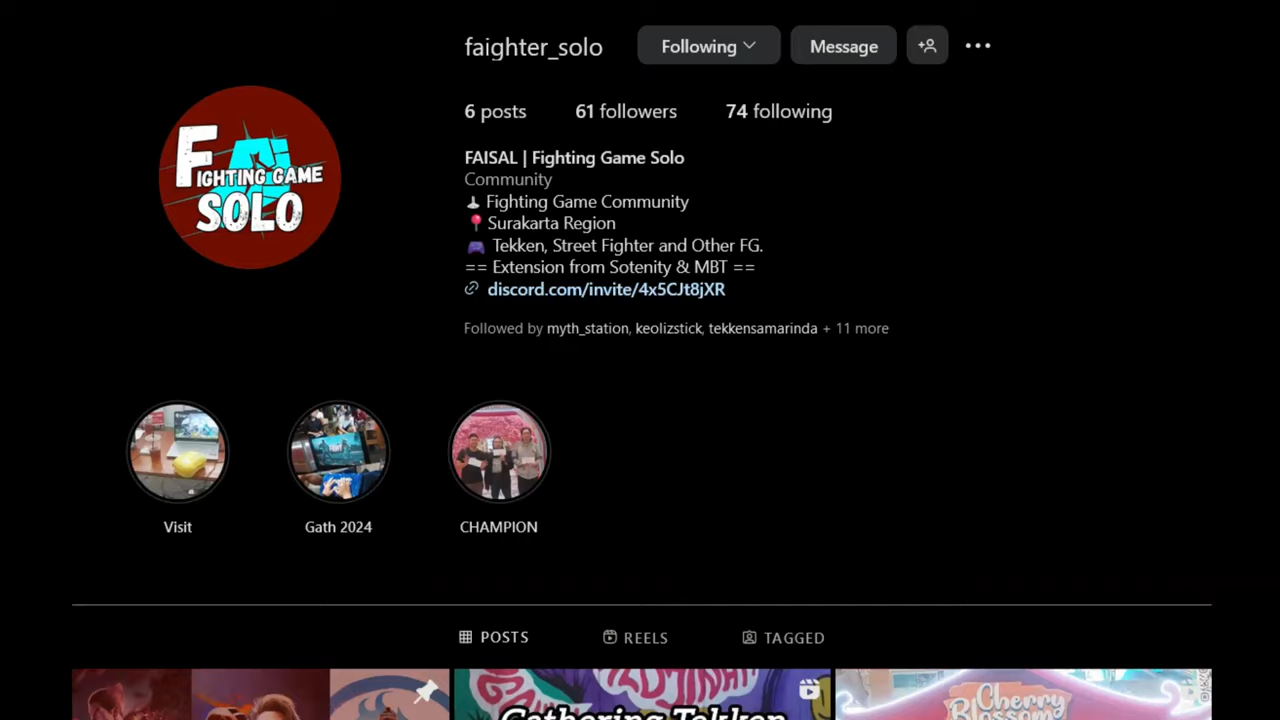 faighter_solo
Following
Message
6 posts
61 followers
74 following
FIGHTING GAME
SOLO
FAISAL | Fighting Game Solo
Community
🕹️ Fighting Game Community
📍Surakarta Region
🎮 Tekken, Street Fighter and Other FG.
== Extension from Sotenity & MBT ==
discord.com/invite/4x5CJt8jXR
Followed by myth_station, keolizstick, tekkensamarinda + 11 more
Visit
Gath 2024
CHAMPION
POSTS
REELS
TAGGED
Gathering Tekken
Cherry
Blossom